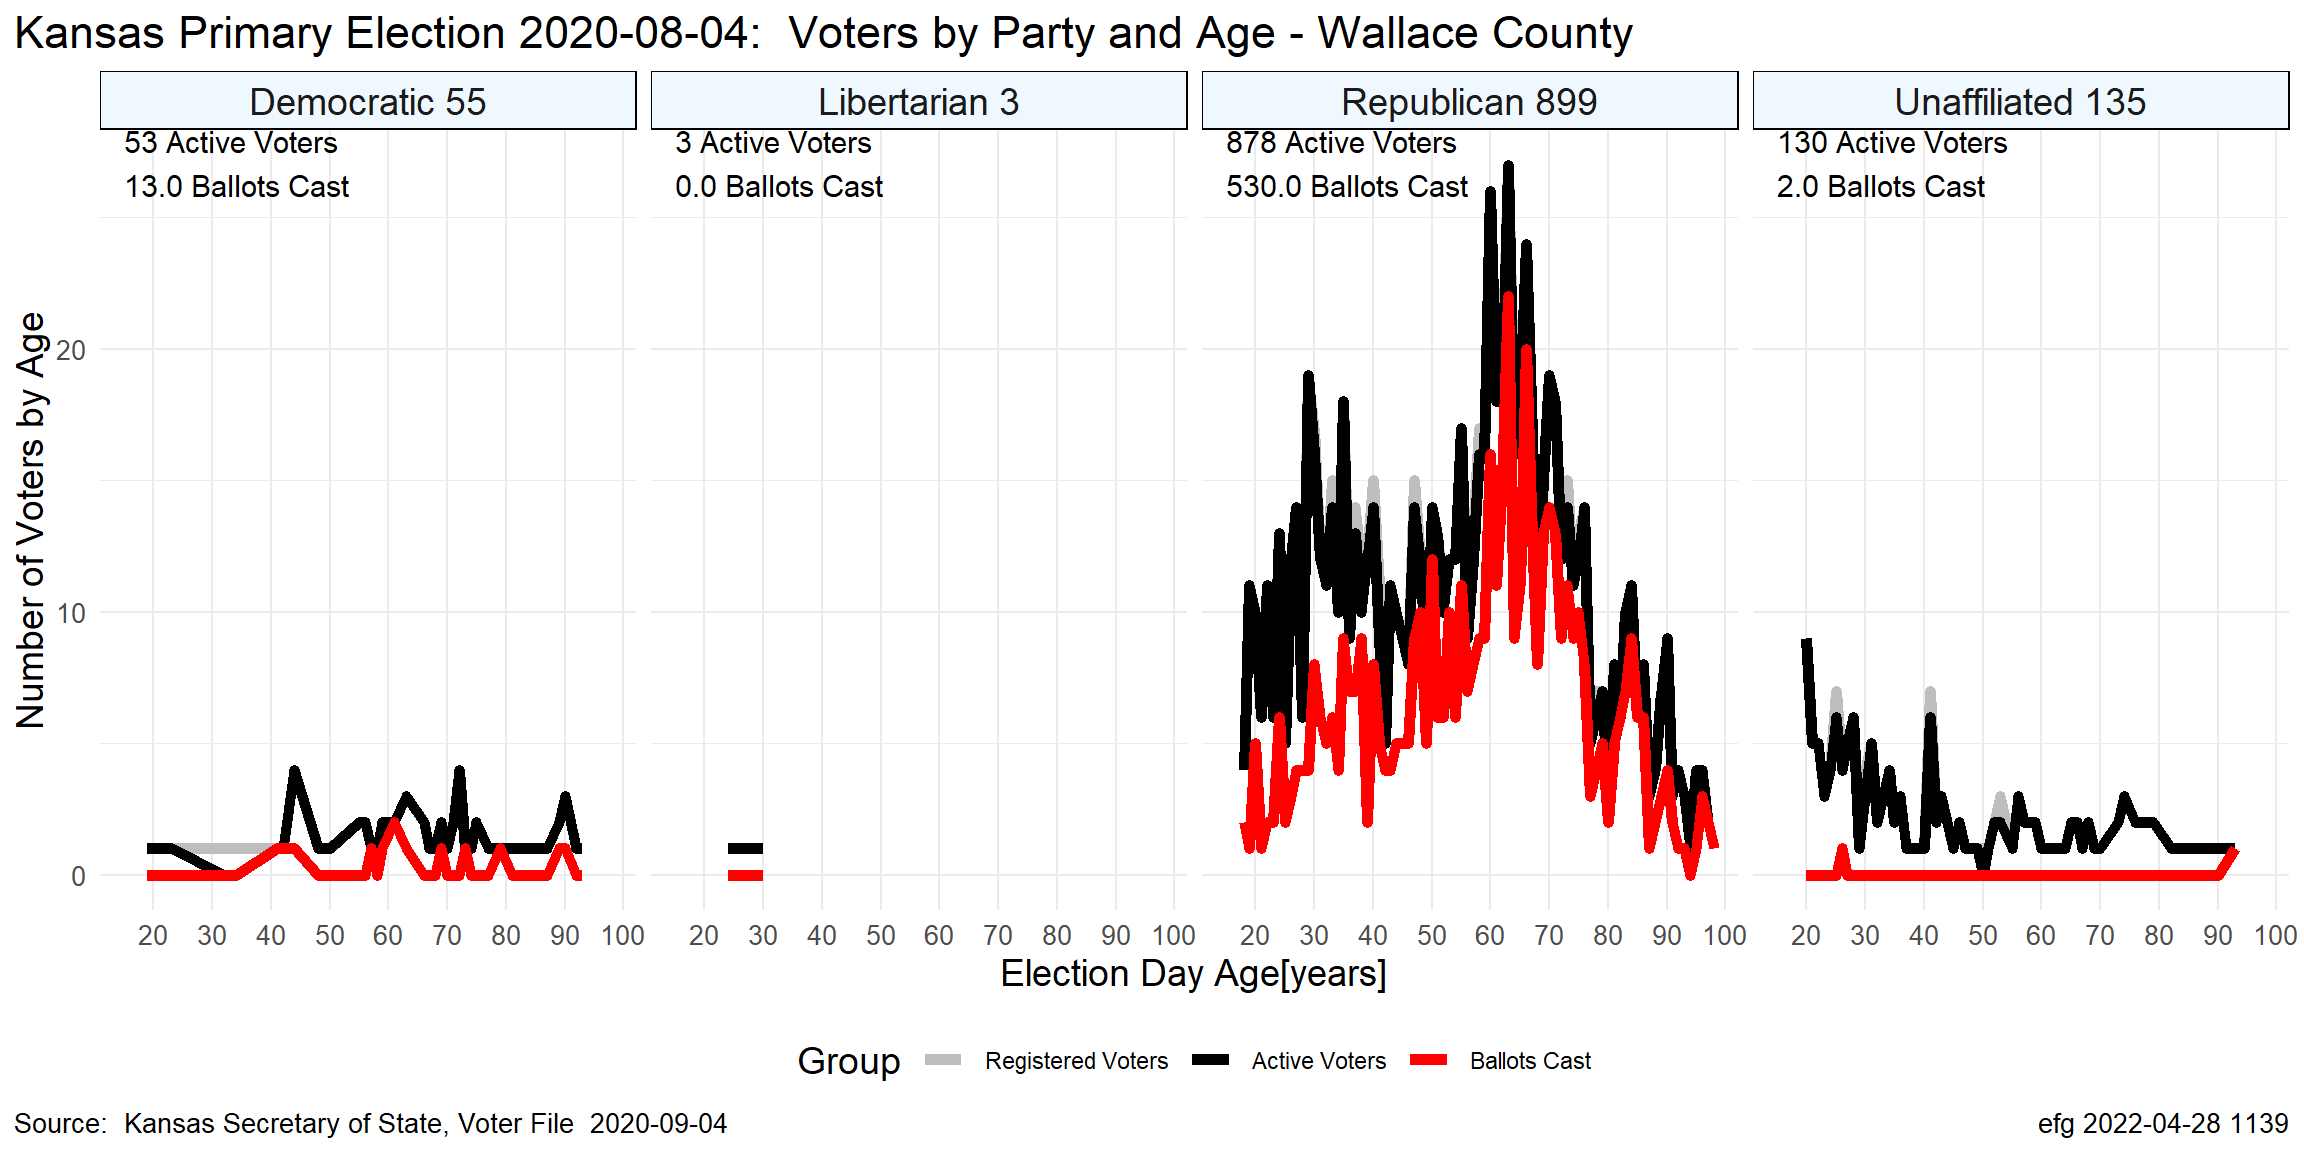 Kansas Primary Election 2020-08-04:  Voters by Party and Age - Wallace County
Democratic 55
Libertarian 3
Republican 899
Unaffiliated 135
53 Active Voters
13.0 Ballots Cast
3 Active Voters
0.0 Ballots Cast
878 Active Voters
530.0 Ballots Cast
130 Active Voters
2.0 Ballots Cast
Number of Voters by Age
20
10
0
20 30 40 50 60 70 80 90 100
20 30 40 50 60 70 80 90 100
20 30 40 50 60 70 80 90 100
20 30 40 50 60 70 80 90 100
Election Day Age[years]
Group Registered Voters Active Voters Ballots Cast
Source:  Kansas Secretary of State, Voter File  2020-09-04
efg 2022-04-28 1139